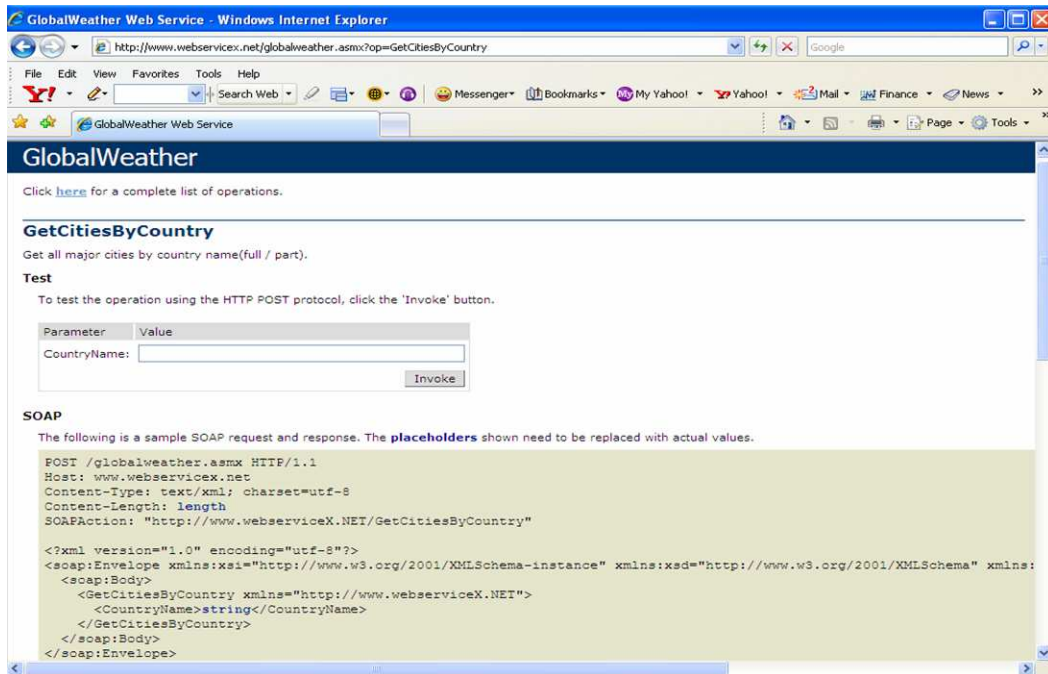 GlobalWeather Web Service - Windows Internet Explorer
http://www.webservicex.net/globalweather.asmx?op=GetCitiesByCountry
Google
File Edit View Favorites Tools Help
Y! Search Web Messenger Bookmarks My Yahoo! Yahoo! Mail Finance News »
GlobalWeather Web Service Page Tools »
GlobalWeather
Click here for a complete list of operations.
GetCitiesByCountry
Get all major cities by country name(full / part).
Test
To test the operation using the HTTP POST protocol, click the 'Invoke' button.
Parameter Value
CountryName:
Invoke
SOAP
The following is a sample SOAP request and response. The placeholders shown need to be replaced with actual values.
POST /globalweather.asmx HTTP/1.1
Host: www.webservicex.net
Content-Type: text/xml; charset=utf-8
Content-Length: length
SOAPAction: "http://www.webserviceX.NET/GetCitiesByCountry"
<?xml version="1.0" encoding="utf-8"?>
<soap:Envelope xmlns:xsi="http://www.w3.org/2001/XMLSchema-instance" xmlns:xsd="http://www.w3.org/2001/XMLSchema" xmlns:
<soap:Body>
<GetCitiesByCountry xmlns="http://www.webserviceX.NET">
<CountryName>string</CountryName>
</GetCitiesByCountry>
</soap:Body>
</soap:Envelope>